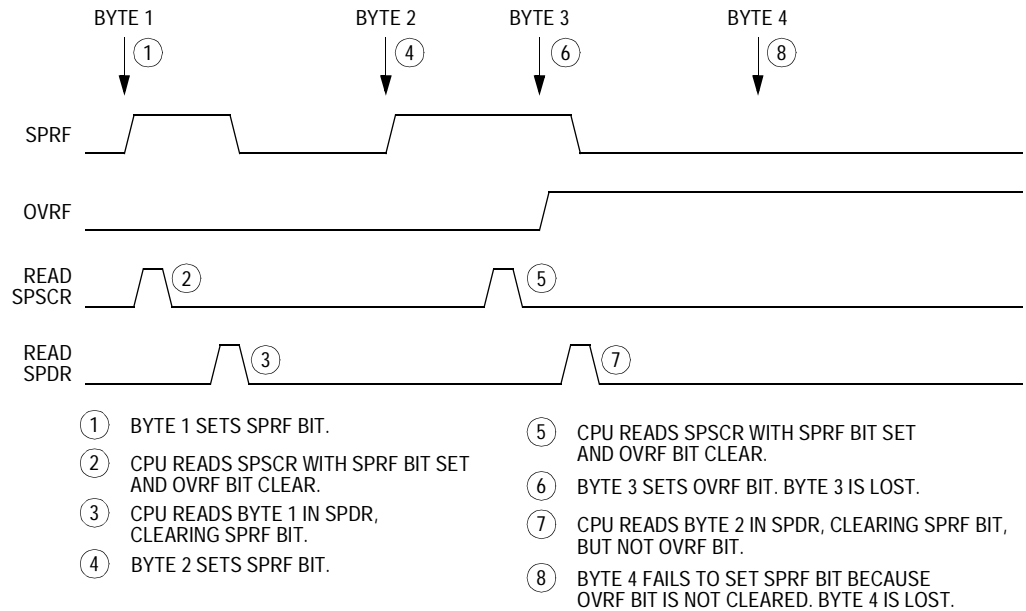 BYTE 1 BYTE 2 BYTE 3 BYTE 4
1 4 6 8
SPRF
OVRF
READ
SPSCR
2 5
READ
SPDR
3 7
1 BYTE 1 SETS SPRF BIT.
2 CPU READS SPSCR WITH SPRF BIT SET
AND OVRF BIT CLEAR.
3 CPU READS BYTE 1 IN SPDR,
CLEARING SPRF BIT.
4 BYTE 2 SETS SPRF BIT.
5 CPU READS SPSCR WITH SPRF BIT SET
AND OVRF BIT CLEAR.
6 BYTE 3 SETS OVRF BIT. BYTE 3 IS LOST.
7 CPU READS BYTE 2 IN SPDR, CLEARING SPRF BIT,
BUT NOT OVRF BIT.
8 BYTE 4 FAILS TO SET SPRF BIT BECAUSE
OVRF BIT IS NOT CLEARED. BYTE 4 IS LOST.